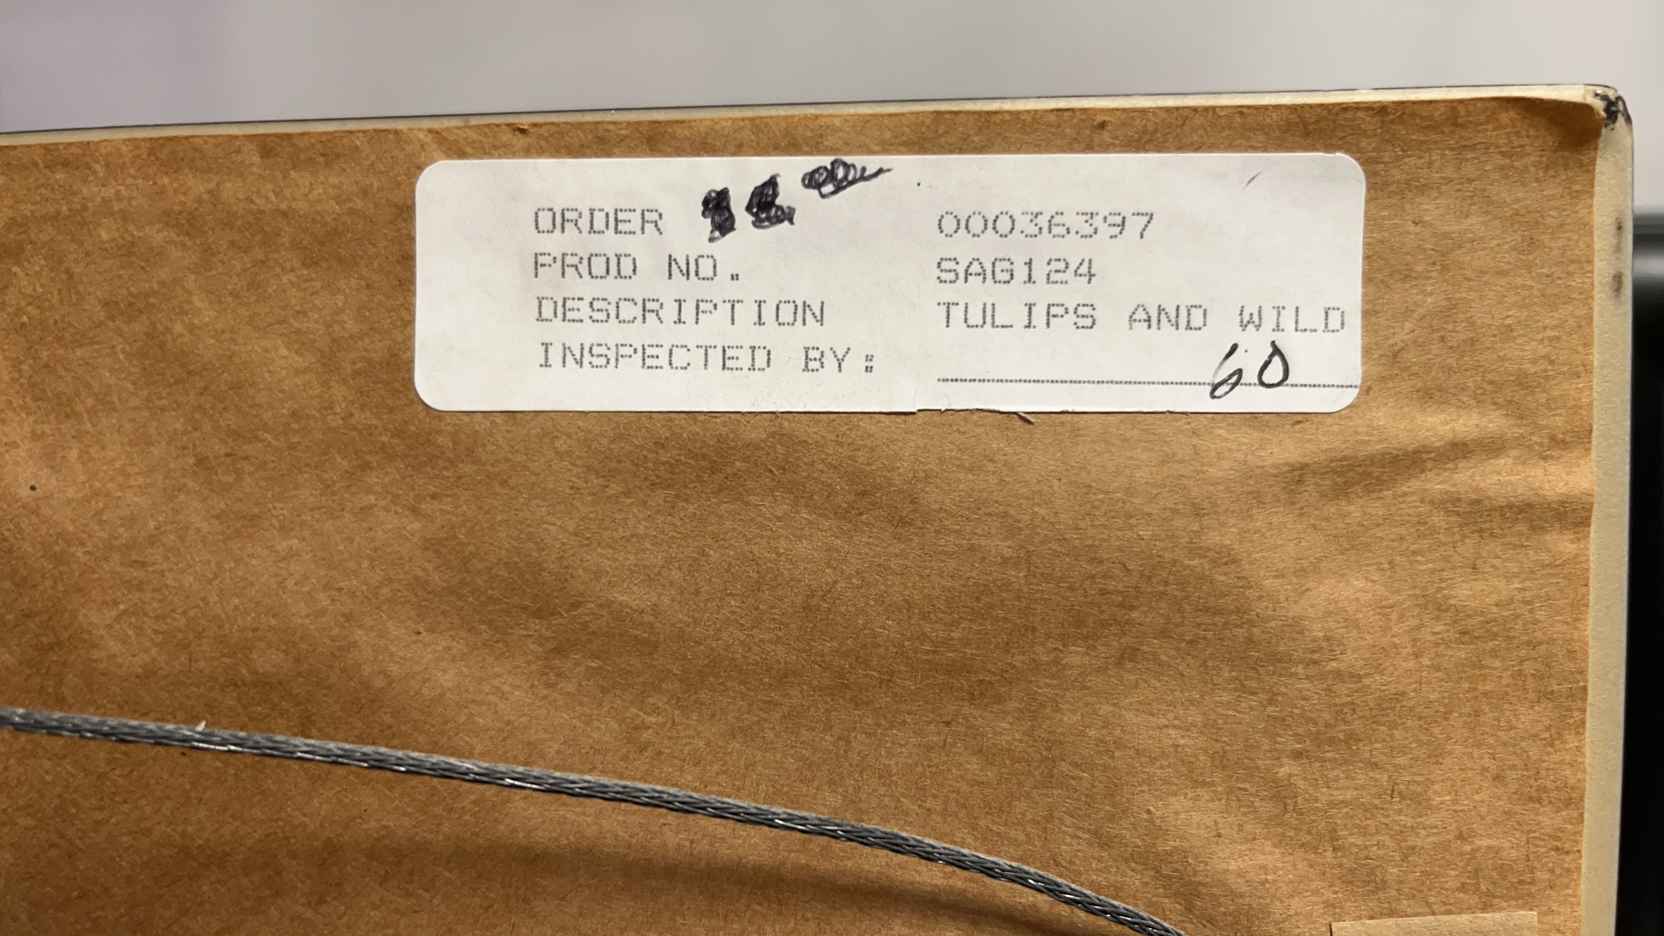 ORDER 00036397
PROD NO. SAG124
DESCRIPTION TULIPS AND WILD
INSPECTED BY: 60